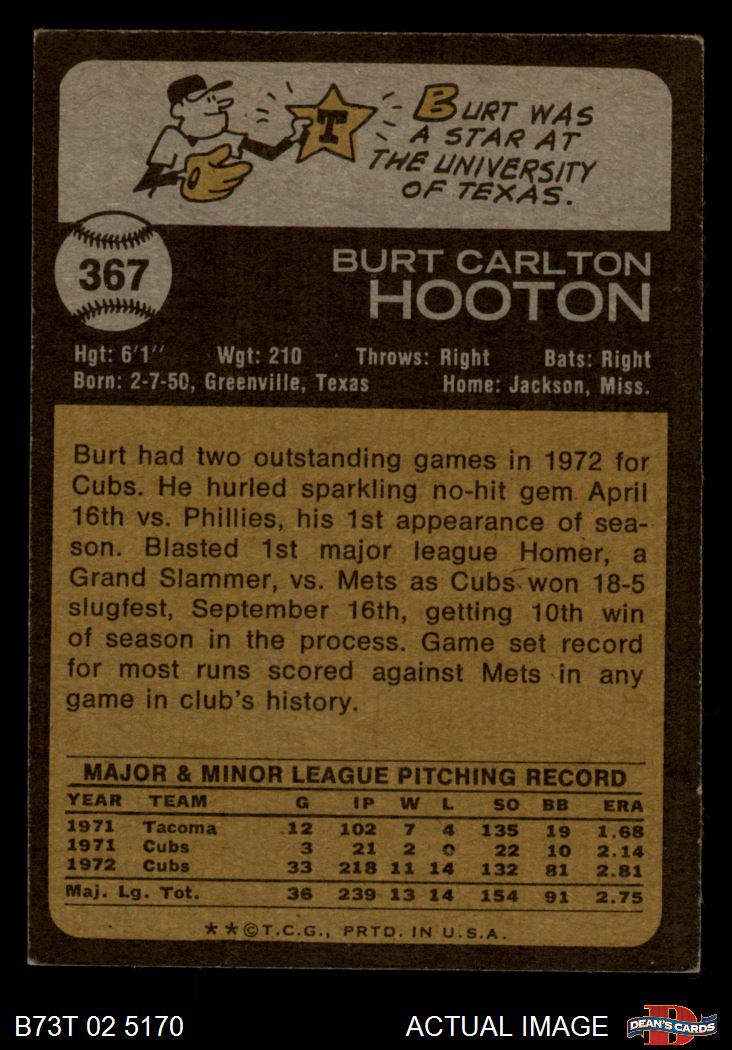 T
BURT WAS
A STAR AT
THE UNIVERSITY
OF TEXAS.
367
BURT CARLTON
HOOTON
Hgt: 6'1" Wgt: 210 Throws: Right Bats: Right
Born: 2-7-50, Greenville, Texas Home: Jackson, Miss.
Burt had two outstanding games in 1972 for
Cubs. He hurled sparkling no-hit gem April
16th vs. Phillies, his 1st appearance of sea-
son. Blasted 1st major league Homer, a
Grand Slammer, vs. Mets as Cubs won 18-5
slugfest, September 16th, getting 10th win
of season in the process. Game set record
for most runs scored against Mets in any
game in club's history.
MAJOR & MINOR LEAGUE PITCHING RECORD
YEAR TEAM G IP W L SO BB ERA
1971 Tacoma 12 102 7 4 135 19 1.68
1971 Cubs 3 21 2 0 22 10 2.14
1972 Cubs 33 218 11 14 132 81 2.81
Maj. Lg. Tot. 36 239 13 14 154 91 2.75
**©T.C.G., PRTD. IN U.S.A.
B73T 02 5170 ACTUAL IMAGE D DEAN'S CARDS